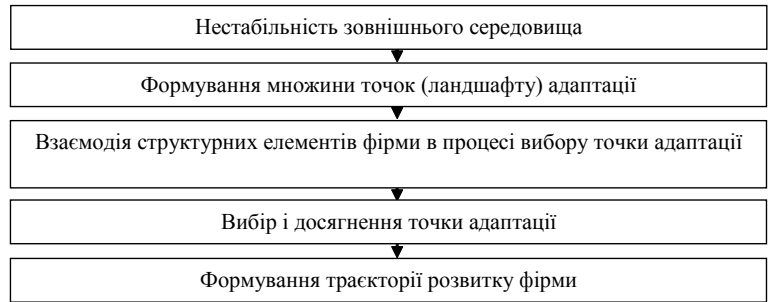 Нестабільність зовнішнього середовища
Формування множини точок (ландшафту) адаптації
Взаємодія структурних елементів фірми в процесі вибору точки адаптації
Вибір і досягнення точки адаптації
Формування траєкторії розвитку фірми